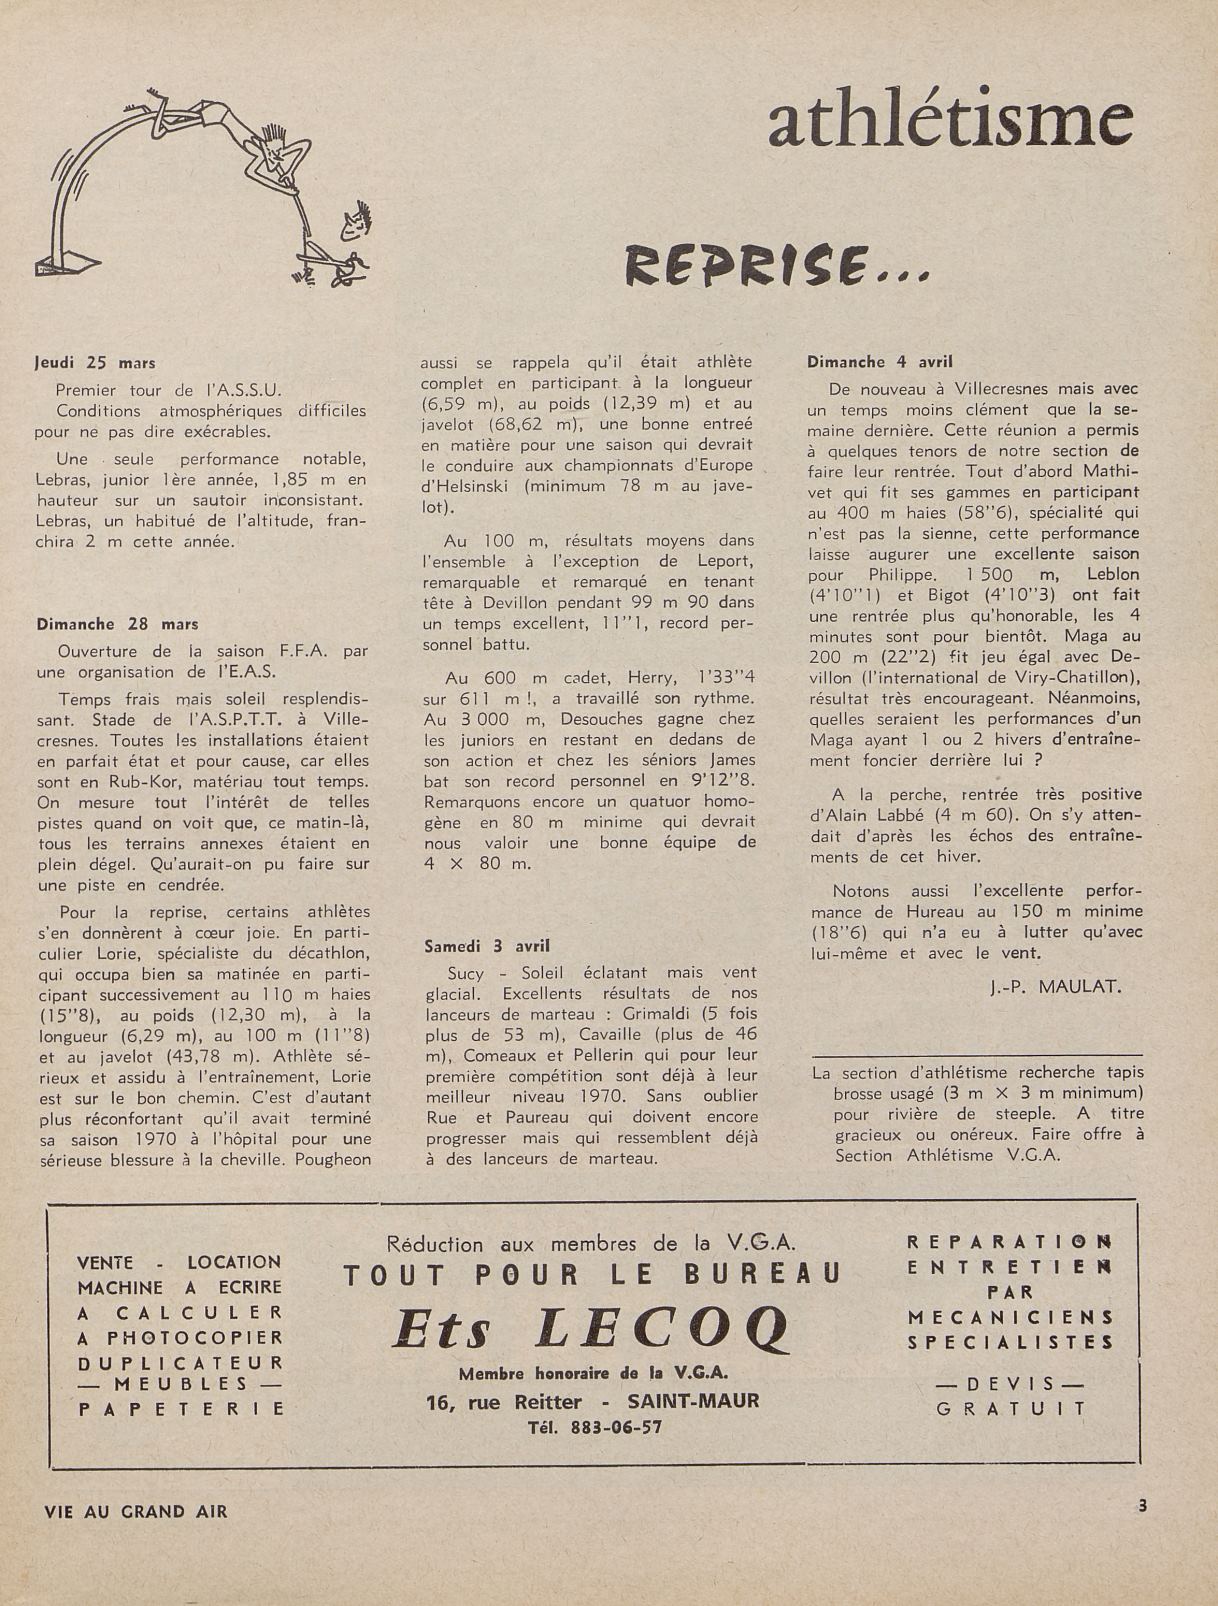 athlétisme
REPRISE...
Jeudi 25 mars
Premier tour de l'A.S.S.U.
Conditions atmosphériques difficiles
pour ne pas dire exécrables.
Une seule performance notable,
Lebras, junior 1ère année, 1,85 m en
hauteur sur un sautoir inconsistant.
Lebras, un habitué de l'altitude, fran-
chira 2 m cette année.
Dimanche 28 mars
Ouverture de la saison F.F.A. par
une organisation de l'E.A.S.
Temps frais mais soleil resplendis-
sant. Stade de l'A.S.P.T.T. à Ville-
cresnes. Toutes les installations étaient
en parfait état et pour cause, car elles
sont en Rub-Kor, matériau tout temps.
On mesure tout l'intérêt de telles
pistes quand on voit que, ce matin-là,
tous les terrains annexes étaient en
plein dégel. Qu'aurait-on pu faire sur
une piste en cendrée.
Pour la reprise, certains athlètes
s'en donnèrent à cœur joie. En parti-
culier Lorie, spécialiste du décathlon,
qui occupa bien sa matinée en parti-
cipant successivement au 110 m haies
(15''8), au poids (12,30 m), à la
longueur (6,29 m), au 100 m (11''8)
et au javelot (43,78 m). Athlète sé-
rieux et assidu à l'entraînement, Lorie
est sur le bon chemin. C'est d'autant
plus réconfortant qu'il avait terminé
sa saison 1970 à l'hôpital pour une
sérieuse blessure à la cheville. Pougheon
aussi se rappela qu'il était athlète
complet en participant à la longueur
(6,59 m), au poids (12,39 m) et au
javelot (68,62 m), une bonne entreé
en matière pour une saison qui devrait
le conduire aux championnats d'Europe
d'Helsinki (minimum 78 m au jave-
lot).
Au 100 m, résultats moyens dans
l'ensemble à l'exception de Leport,
remarquable et remarqué en tenant
tête à Devillon pendant 99 m 90 dans
un temps excellent, 11''1, record per-
sonnel battu.
Au 600 m cadet, Herry, 1'33''4
sur 611 m !, a travaillé son rythme.
Au 3 000 m, Desouches gagne chez
les juniors en restant en dedans de
son action et chez les séniors James
bat son record personnel en 9'12''8.
Remarquons encore un quatuor homo-
gène en 80 m minime qui devrait
nous valoir une bonne équipe de
4 X 80 m.
Samedi 3 avril
Sucy - Soleil éclatant mais vent
glacial. Excellents résultats de nos
lanceurs de marteau : Grimaldi (5 fois
plus de 53 m), Cavaille (plus de 46
m), Comeaux et Pellerin qui pour leur
première compétition sont déjà à leur
meilleur niveau 1970. Sans oublier
Rue et Paureau qui doivent encore
progresser mais qui ressemblent déjà
à des lanceurs de marteau.
Dimanche 4 avril
De nouveau à Villecresnes mais avec
un temps moins clément que la se-
maine dernière. Cette réunion a permis
à quelques tenors de notre section de
faire leur rentrée. Tout d'abord Mathi-
vet qui fit ses gammes en participant
au 400 m haies (58''6), spécialité qui
n'est pas la sienne, cette performance
laisse augurer une excellente saison
pour Philippe. 1 500 m, Leblon
(4'10''1) et Bigot (4'10''3) ont fait
une rentrée plus qu'honorable, les 4
minutes sont pour bientôt. Maga au
200 m (22''2) fit jeu égal avec De-
villon (l'international de Viry-Chatillon),
résultat très encourageant. Néanmoins,
quelles seraient les performances d'un
Maga ayant 1 ou 2 hivers d'entraîne-
ment foncier derrière lui ?
A la perche, rentrée très positive
d'Alain Labbé (4 m 60). On s'y atten-
dait d'après les échos des entraîne-
ments de cet hiver.
Notons aussi l'excellente perfor-
mance de Hureau au 150 m minime
(18''6) qui n'a eu à lutter qu'avec
lui-même et avec le vent.
J.-P. MAULAT.
La section d'athlétisme recherche tapis
brosse usagé (3 m X 3 m minimum)
pour rivière de steeple. A titre
gracieux ou onéreux. Faire offre à
Section Athlétisme V.G.A.
VENTE - LOCATION
MACHINE A ECRIRE
A CALCULER
A PHOTOCOPIER
DUPLICATEUR
— MEUBLES —
PAPETERIE
Réduction aux membres de la V.G.A.
TOUT POUR LE BUREAU
Ets LECOQ
Membre honoraire de la V.G.A.
16, rue Reitter - SAINT-MAUR
Tél. 883-06-57
REPARATION
ENTRETIEN
PAR
MECANICIENS
SPECIALISTES
— DEVIS —
GRATUIT
VIE AU GRAND AIR
3